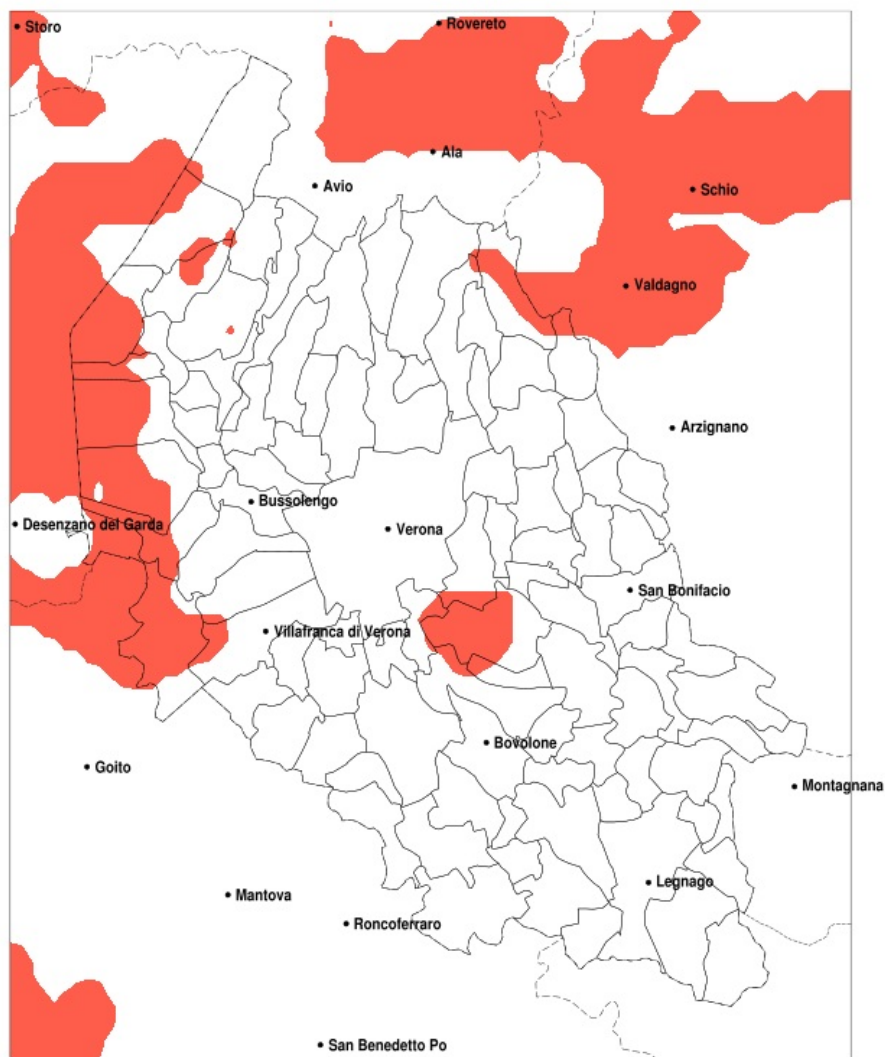 Storo
Rovereto
Ala
Avio
Schio
Valdagno
Arzignano
Bussolengo
Desenzano del Garda
Verona
San Bonifacio
Villafranca di Verona
Bovolone
Goito
Montagnana
Legnago
Mantova
Roncoferraro
San Benedetto Po